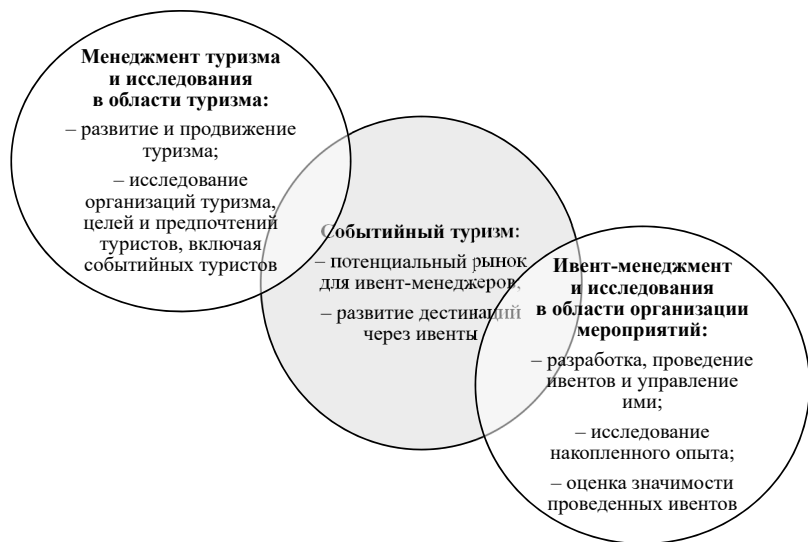 Менеджмент туризма
и исследования
в области туризма:
– развитие и продвижение
туризма;
– исследование
организаций туризма,
целей и предпочтений
туристов, включая
событийных туристов
Событийный туризм:
– потенциальный рынок
для ивент-менеджеров,
– развитие дестинаций
через ивенты
Ивент-менеджмент
и исследования
в области организации
мероприятий:
– разработка, проведение
ивентов и управление
ими;
– исследование
накопленного опыта;
– оценка значимости
проведенных ивентов